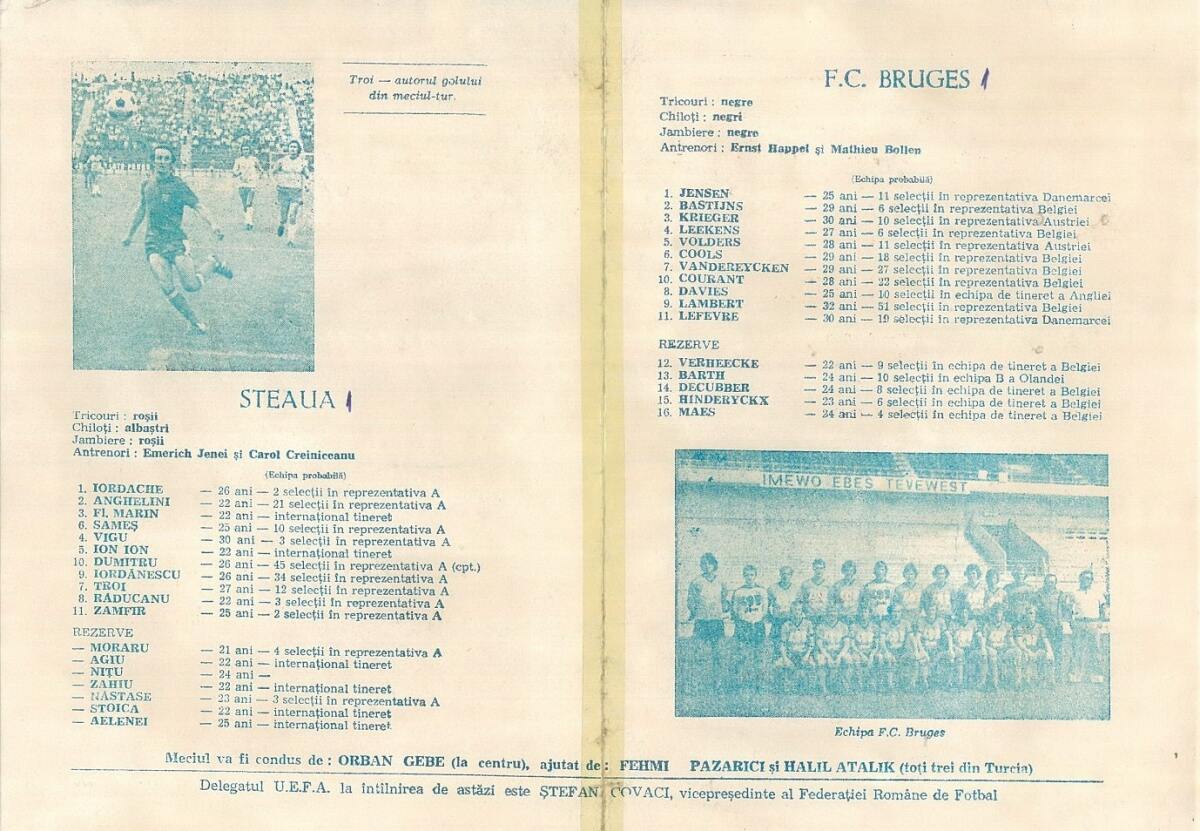 Troi — autorul golului
din meciul-tur.
STEAUA 1
Tricouri : roșii
Chiloți : albaștri
Jambiere : roșii
Antrenori : Emerich Jenei și Carol Creiniceanu
(Echipa probabilă)
1. IORDACHE — 26 ani — 2 selecții în reprezentativa A
2. ANGHELINI — 22 ani — 21 selecții în reprezentativa A
3. Fl. MARIN — 22 ani — internațional tineret
6. SAMEȘ — 25 ani — 10 selecții în reprezentativa A
4. VIGU — 30 ani — 3 selecții în reprezentativa A
5. ION ION — 22 ani — internațional tineret
10. DUMITRU — 26 ani — 45 selecții în reprezentativa A (cpt.)
9. IORDĂNESCU — 26 ani — 34 selecții în reprezentativa A
7. TROI — 27 ani — 12 selecții în reprezentativa A
8. RĂDUCANU — 22 ani — 3 selecții în reprezentativa A
11. ZAMFIR — 25 ani — 2 selecții în reprezentativa A
REZERVE
— MORARU — 21 ani — 4 selecții în reprezentativa A
— AGIU — 22 ani — internațional tineret
— NIȚU — 24 ani —
— ZAHIU — 22 ani — internațional tineret
— NĂSTASE — 23 ani — 3 selecții în reprezentativa A
— STOICA — 22 ani — internațional tineret
— AELENEI — 25 ani — internațional tineret
F.C. BRUGES 1
Tricouri : negre
Chiloți : negri
Jambiere : negre
Antrenori : Ernst Happel și Mathieu Bollen
(Echipa probabilă)
1. JENSEN — 25 ani — 11 selecții în reprezentativa Danemarcei
2. BASTIJNS — 29 ani — 6 selecții în reprezentativa Belgiei
3. KRIEGER — 30 ani — 10 selecții în reprezentativa Austriei
4. LEEKENS — 27 ani — 6 selecții în reprezentativa Belgiei
5. VOLDERS — 28 ani — 11 selecții în reprezentativa Austriei
6. COOLS — 29 ani — 18 selecții în reprezentativa Belgiei
7. VANDEREYCKEN — 29 ani — 27 selecții în reprezentativa Belgiei
10. COURANT — 28 ani — 22 selecții în reprezentativa Belgiei
8. DAVIES — 25 ani — 10 selecții în echipa de tineret a Angliei
9. LAMBERT — 32 ani — 51 selecții în reprezentativa Belgiei
11. LEFEVRE — 30 ani — 19 selecții în reprezentativa Danemarcei
REZERVE
12. VERHEECKE — 22 ani — 9 selecții în echipa de tineret a Belgiei
13. BARTH — 24 ani — 10 selecții în echipa B a Olandei
14. DECUBBER — 24 ani — 8 selecții în echipa de tineret a Belgiei
15. HINDERYCKX — 23 ani — 6 selecții în echipa de tineret a Belgiei
16. MAES — 24 ani — 4 selecții în echipa de tineret a Belgiei
IMEWO EBES TEVEWEST
Echipa F.C. Bruges
Meciul va fi condus de : ORBAN GEBE (la centru), ajutat de : FEHMI PAZARICI și HALIL ATALIK (toți trei din Turcia)
Delegatul U.E.F.A. la întîlnirea de astăzi este ȘTEFAN COVACI, vicepreședinte al Federației Române de Fotbal